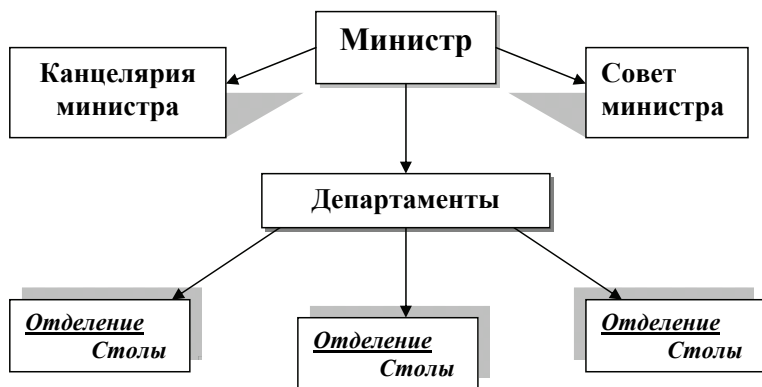 Министр
Канцелярия
министра
Совет
министра
Департаменты
Отделение
Столы
Отделение
Столы
Отделение
Столы